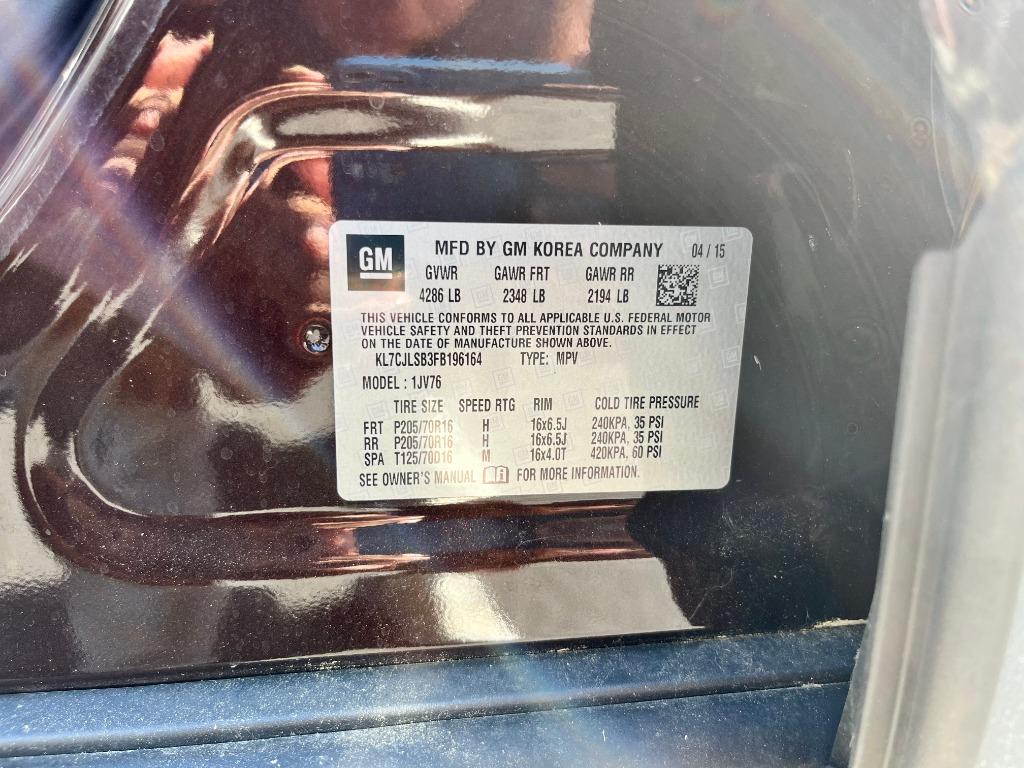 GM
MFD BY GM KOREA COMPANY 04 / 15
GVWR GAWR FRT GAWR RR
4286 LB 2348 LB 2194 LB
THIS VEHICLE CONFORMS TO ALL APPLICABLE U.S. FEDERAL MOTOR
VEHICLE SAFETY AND THEFT PREVENTION STANDARDS IN EFFECT
ON THE DATE OF MANUFACTURE SHOWN ABOVE.
KL7CJLSB3FB196164 TYPE: MPV
MODEL : 1JV76
TIRE SIZE SPEED RTG RIM COLD TIRE PRESSURE
FRT P205/70R16 H 16x6.5J 240KPA, 35 PSI
RR P205/70R16 H 16x6.5J 240KPA, 35 PSI
SPA T125/70D16 M 16x4.0T 420KPA, 60 PSI
SEE OWNER'S MANUAL FOR MORE INFORMATION.